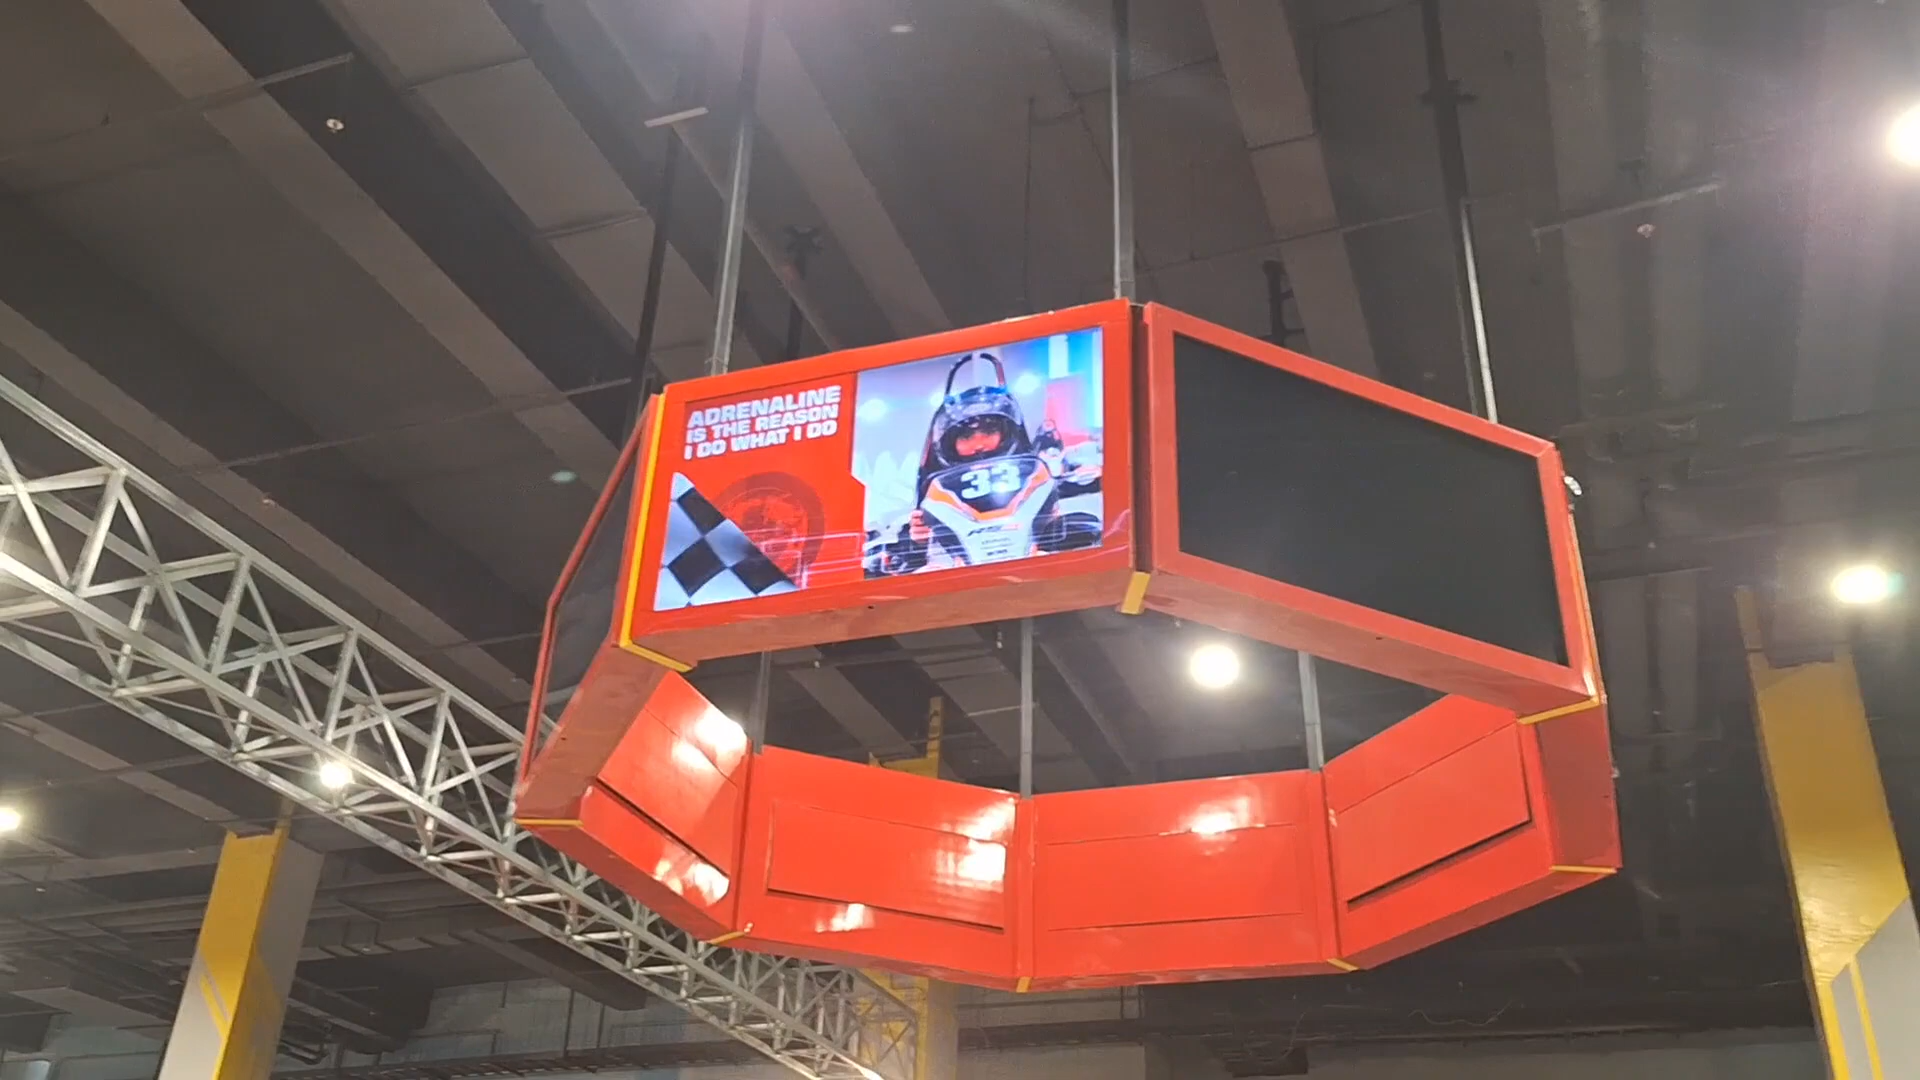 ADRENALINE
IS THE REASON
I DO WHAT I DO
33